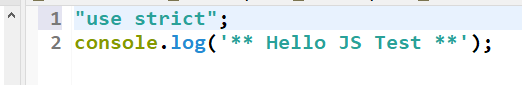 1 "use strict";
2 console.log('** Hello JS Test **');